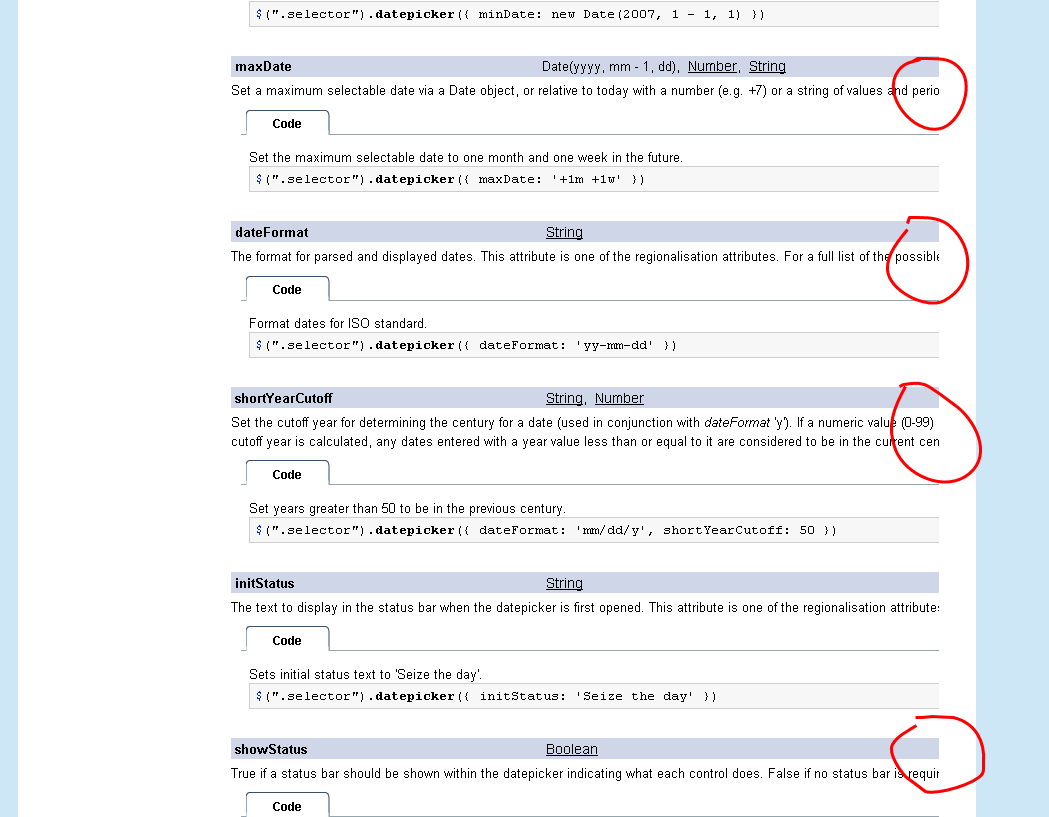 $(".selector").datepicker({ minDate: new Date(2007, 1 - 1, 1) })
maxDate Date(yyyy, mm - 1, dd), Number, String
Set a maximum selectable date via a Date object, or relative to today with a number (e.g. +7) or a string of values and perio
Code
Set the maximum selectable date to one month and one week in the future.
$(".selector").datepicker({ maxDate: '+1m +1w' })
dateFormat String
The format for parsed and displayed dates. This attribute is one of the regionalisation attributes. For a full list of the possible
Code
Format dates for ISO standard.
$(".selector").datepicker({ dateFormat: 'yy-mm-dd' })
shortYearCutoff String, Number
Set the cutoff year for determining the century for a date (used in conjunction with dateFormat 'y'). If a numeric value (0-99)
cutoff year is calculated, any dates entered with a year value less than or equal to it are considered to be in the current cen
Code
Set years greater than 50 to be in the previous century.
$(".selector").datepicker({ dateFormat: 'mm/dd/y', shortYearCutoff: 50 })
initStatus String
The text to display in the status bar when the datepicker is first opened. This attribute is one of the regionalisation attributes
Code
Sets initial status text to 'Seize the day'.
$(".selector").datepicker({ initStatus: 'Seize the day' })
showStatus Boolean
True if a status bar should be shown within the datepicker indicating what each control does. False if no status bar is requir
Code